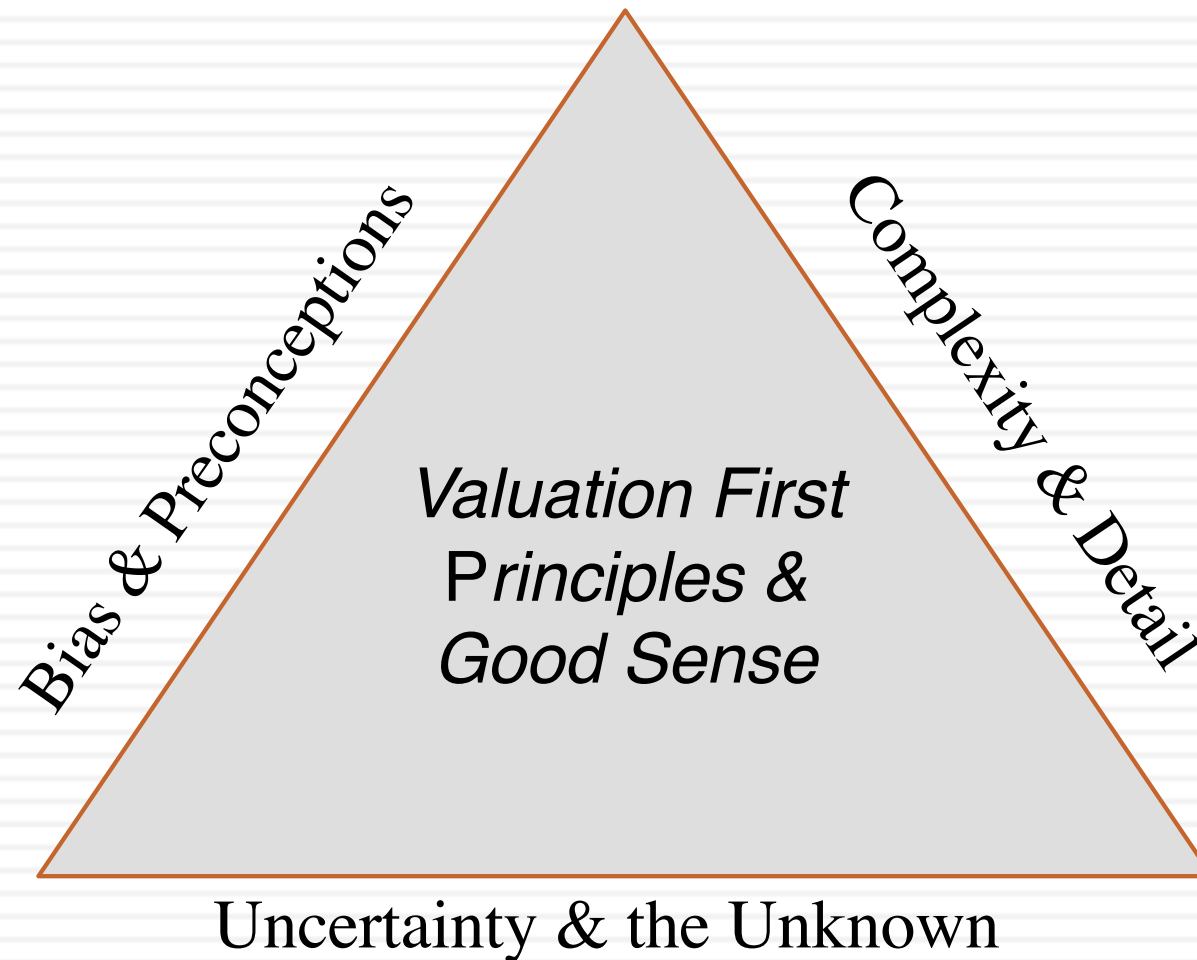 Bias & Preconceptions
Complexity & Detail
Valuation First
Principles &
Good Sense
Uncertainty & the Unknown